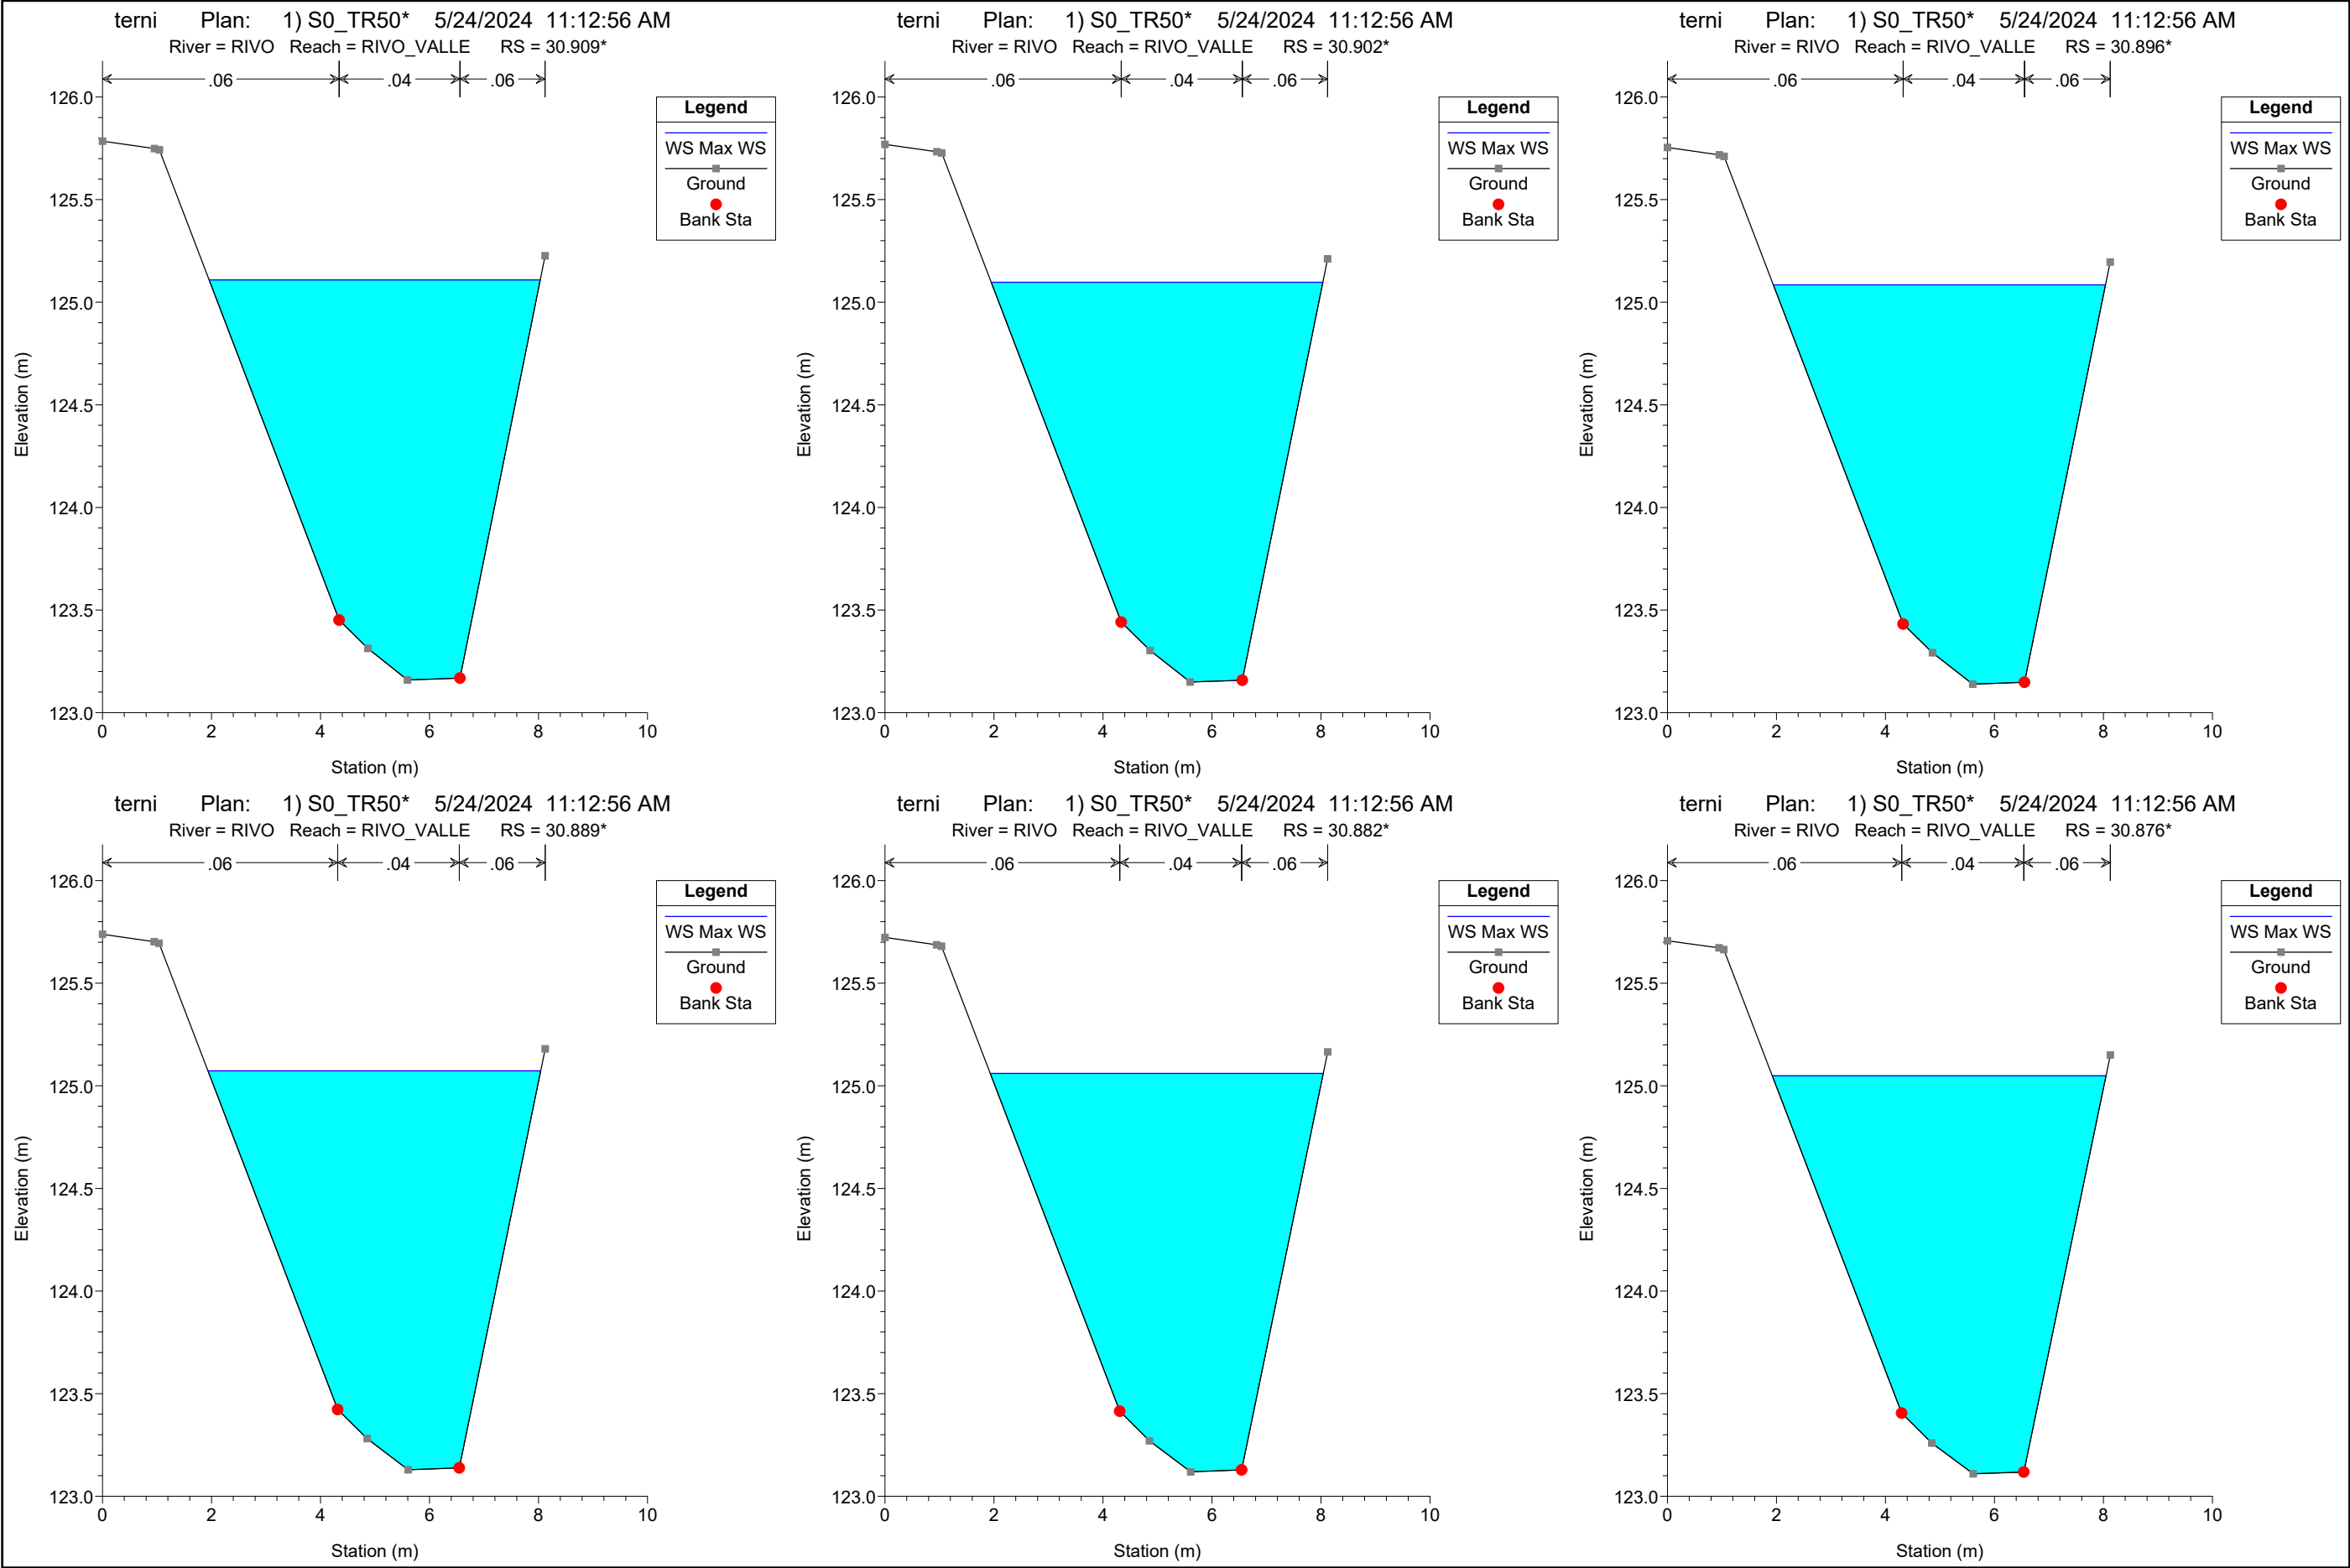 terni Plan: 1) S0_TR50* 5/24/2024 11:12:56 AM
River = RIVO Reach = RIVO_VALLE RS = 30.909*
.06 .04 .06
126.0
125.5
125.0
124.5
124.0
123.5
123.0
Elevation (m)
0 2 4 6 8 10
Station (m)
Legend
WS Max WS
Ground
Bank Sta
terni Plan: 1) S0_TR50* 5/24/2024 11:12:56 AM
River = RIVO Reach = RIVO_VALLE RS = 30.902*
.06 .04 .06
126.0
125.5
125.0
124.5
124.0
123.5
123.0
Elevation (m)
0 2 4 6 8 10
Station (m)
Legend
WS Max WS
Ground
Bank Sta
terni Plan: 1) S0_TR50* 5/24/2024 11:12:56 AM
River = RIVO Reach = RIVO_VALLE RS = 30.896*
.06 .04 .06
126.0
125.5
125.0
124.5
124.0
123.5
123.0
Elevation (m)
0 2 4 6 8 10
Station (m)
Legend
WS Max WS
Ground
Bank Sta
terni Plan: 1) S0_TR50* 5/24/2024 11:12:56 AM
River = RIVO Reach = RIVO_VALLE RS = 30.889*
.06 .04 .06
126.0
125.5
125.0
124.5
124.0
123.5
123.0
Elevation (m)
0 2 4 6 8 10
Station (m)
Legend
WS Max WS
Ground
Bank Sta
terni Plan: 1) S0_TR50* 5/24/2024 11:12:56 AM
River = RIVO Reach = RIVO_VALLE RS = 30.882*
.06 .04 .06
126.0
125.5
125.0
124.5
124.0
123.5
123.0
Elevation (m)
0 2 4 6 8 10
Station (m)
Legend
WS Max WS
Ground
Bank Sta
terni Plan: 1) S0_TR50* 5/24/2024 11:12:56 AM
River = RIVO Reach = RIVO_VALLE RS = 30.876*
.06 .04 .06
126.0
125.5
125.0
124.5
124.0
123.5
123.0
Elevation (m)
0 2 4 6 8 10
Station (m)
Legend
WS Max WS
Ground
Bank Sta